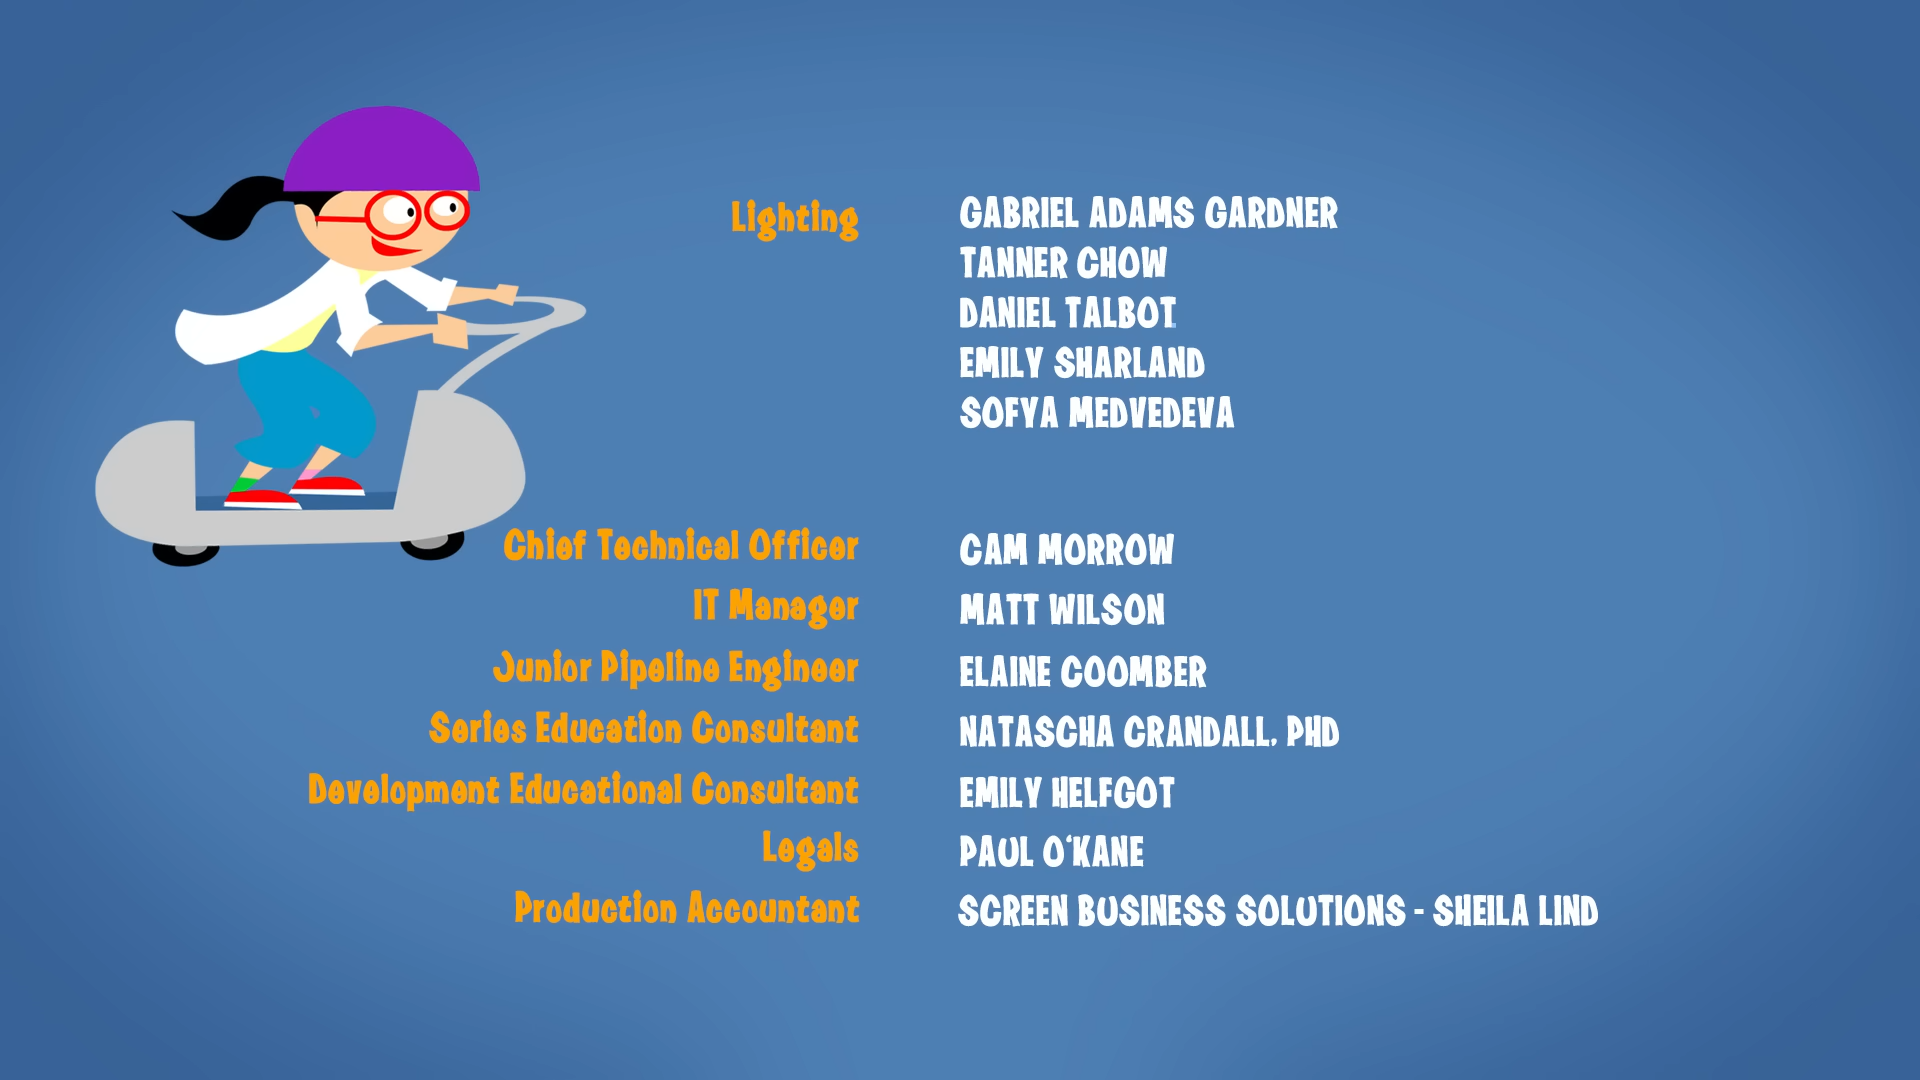 Lighting GABRIEL ADAMS GARDNER
TANNER CHOW
DANIEL TALBOT
EMILY SHARLAND
SOFYA MEDVEDEVA
Chief Technical Officer CAM MORROW
IT Manager MATT WILSON
Junior Pipeline Engineer ELAINE COOMBER
Series Education Consultant NATASCHA CRANDALL, PHD
Development Educational Consultant EMILY HELFGOT
Legals PAUL O'KANE
Production Accountant SCREEN BUSINESS SOLUTIONS - SHEILA LIND